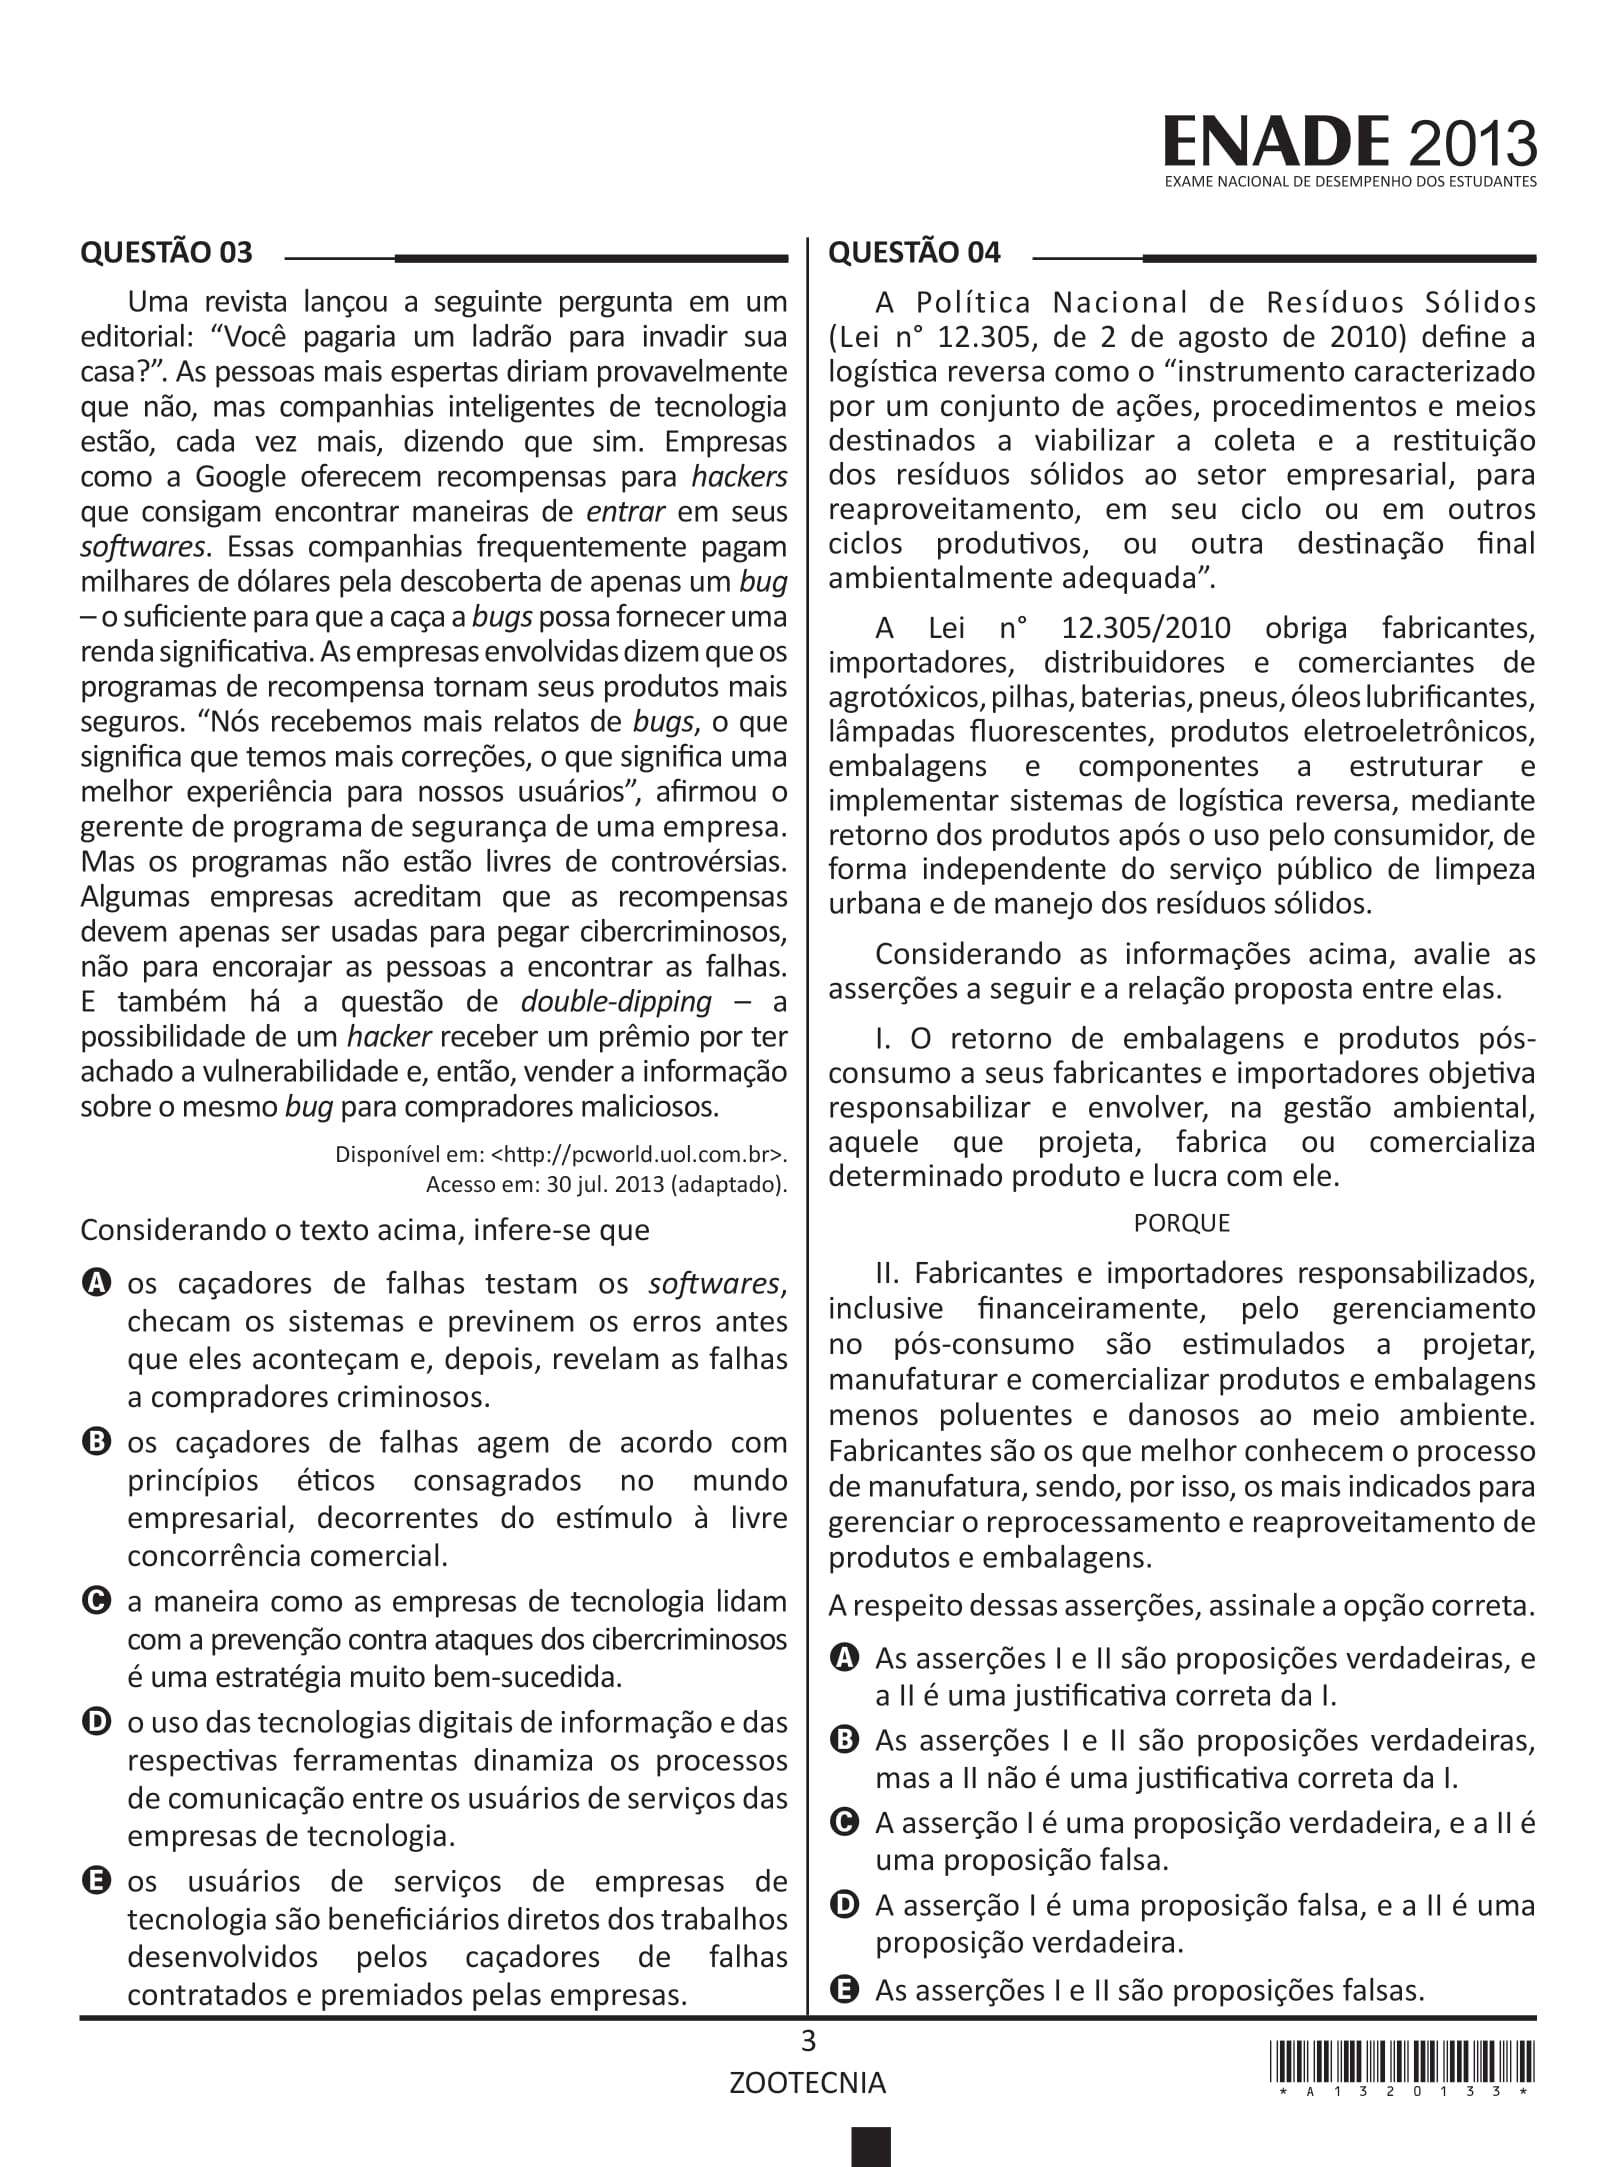 ENADE 2013
EXAME NACIONAL DE DESEMPENHO DOS ESTUDANTES
QUESTÃO 03
Uma revista lançou a seguinte pergunta em um
editorial: “Você pagaria um ladrão para invadir sua
casa?”. As pessoas mais espertas diriam provavelmente
que não, mas companhias inteligentes de tecnologia
estão, cada vez mais, dizendo que sim. Empresas
como a Google oferecem recompensas para hackers
que consigam encontrar maneiras de entrar em seus
softwares. Essas companhias frequentemente pagam
milhares de dólares pela descoberta de apenas um bug
– o suficiente para que a caça a bugs possa fornecer uma
renda significativa. As empresas envolvidas dizem que os
programas de recompensa tornam seus produtos mais
seguros. “Nós recebemos mais relatos de bugs, o que
significa que temos mais correções, o que significa uma
melhor experiência para nossos usuários”, afirmou o
gerente de programa de segurança de uma empresa.
Mas os programas não estão livres de controvérsias.
Algumas empresas acreditam que as recompensas
devem apenas ser usadas para pegar cibercriminosos,
não para encorajar as pessoas a encontrar as falhas.
E também há a questão de double-dipping – a
possibilidade de um hacker receber um prêmio por ter
achado a vulnerabilidade e, então, vender a informação
sobre o mesmo bug para compradores maliciosos.
Disponível em: <http://pcworld.uol.com.br>.
Acesso em: 30 jul. 2013 (adaptado).
Considerando o texto acima, infere-se que
A os caçadores de falhas testam os softwares,
checam os sistemas e previnem os erros antes
que eles aconteçam e, depois, revelam as falhas
a compradores criminosos.
B os caçadores de falhas agem de acordo com
princípios éticos consagrados no mundo
empresarial, decorrentes do estímulo à livre
concorrência comercial.
C a maneira como as empresas de tecnologia lidam
com a prevenção contra ataques dos cibercriminosos
é uma estratégia muito bem-sucedida.
D o uso das tecnologias digitais de informação e das
respectivas ferramentas dinamiza os processos
de comunicação entre os usuários de serviços das
empresas de tecnologia.
E os usuários de serviços de empresas de
tecnologia são beneficiários diretos dos trabalhos
desenvolvidos pelos caçadores de falhas
contratados e premiados pelas empresas.
QUESTÃO 04
A Política Nacional de Resíduos Sólidos
(Lei n° 12.305, de 2 de agosto de 2010) define a
logística reversa como o “instrumento caracterizado
por um conjunto de ações, procedimentos e meios
destinados a viabilizar a coleta e a restituição
dos resíduos sólidos ao setor empresarial, para
reaproveitamento, em seu ciclo ou em outros
ciclos produtivos, ou outra destinação final
ambientalmente adequada”.
A Lei n° 12.305/2010 obriga fabricantes,
importadores, distribuidores e comerciantes de
agrotóxicos, pilhas, baterias, pneus, óleos lubrificantes,
lâmpadas fluorescentes, produtos eletroeletrônicos,
embalagens e componentes a estruturar e
implementar sistemas de logística reversa, mediante
retorno dos produtos após o uso pelo consumidor, de
forma independente do serviço público de limpeza
urbana e de manejo dos resíduos sólidos.
Considerando as informações acima, avalie as
asserções a seguir e a relação proposta entre elas.
I. O retorno de embalagens e produtos pós-
consumo a seus fabricantes e importadores objetiva
responsabilizar e envolver, na gestão ambiental,
aquele que projeta, fabrica ou comercializa
determinado produto e lucra com ele.
PORQUE
II. Fabricantes e importadores responsabilizados,
inclusive financeiramente, pelo gerenciamento
no pós-consumo são estimulados a projetar,
manufaturar e comercializar produtos e embalagens
menos poluentes e danosos ao meio ambiente.
Fabricantes são os que melhor conhecem o processo
de manufatura, sendo, por isso, os mais indicados para
gerenciar o reprocessamento e reaproveitamento de
produtos e embalagens.
A respeito dessas asserções, assinale a opção correta.
A As asserções I e II são proposições verdadeiras, e
a II é uma justificativa correta da I.
B As asserções I e II são proposições verdadeiras,
mas a II não é uma justificativa correta da I.
C A asserção I é uma proposição verdadeira, e a II é
uma proposição falsa.
D A asserção I é uma proposição falsa, e a II é uma
proposição verdadeira.
E As asserções I e II são proposições falsas.
3
ZOOTECNIA
* A 1 3 2 0 1 3 3 *